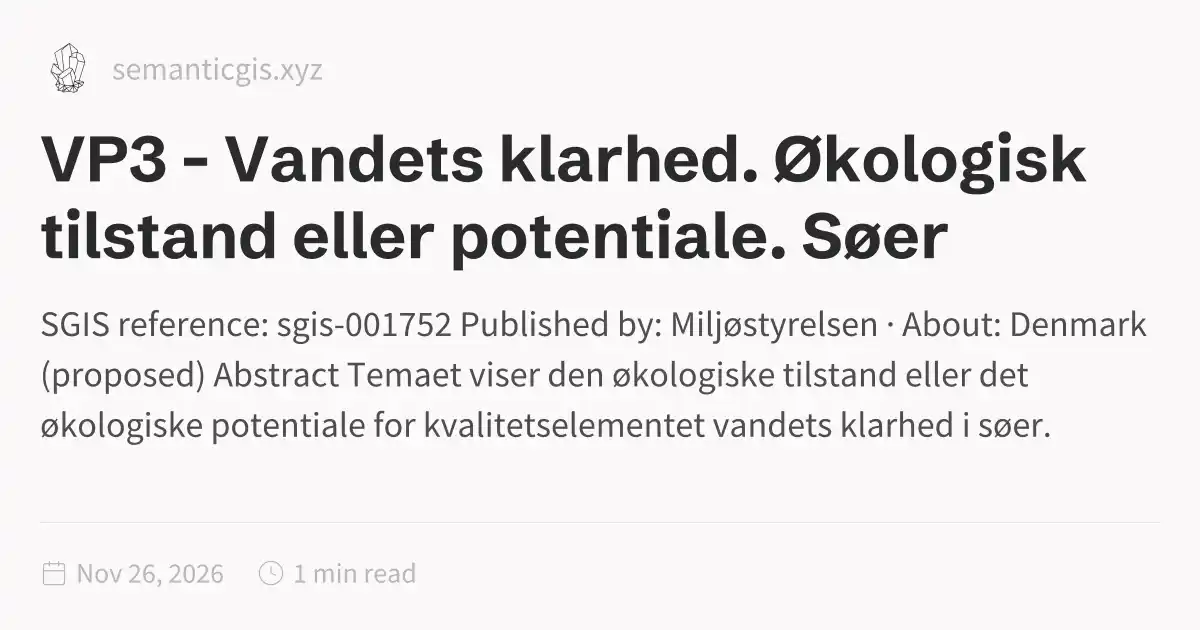 semanticgis.xyz
VP3 - Vandets klarhed. Økologisk
tilstand eller potentiale. Søer
SGIS reference: sgis-001752 Published by: Miljøstyrelsen · About: Denmark
(proposed) Abstract Temaet viser den økologiske tilstand eller det
økologiske potentiale for kvalitetselementet vandets klarhed i søer.
Nov 26, 2026 1 min read